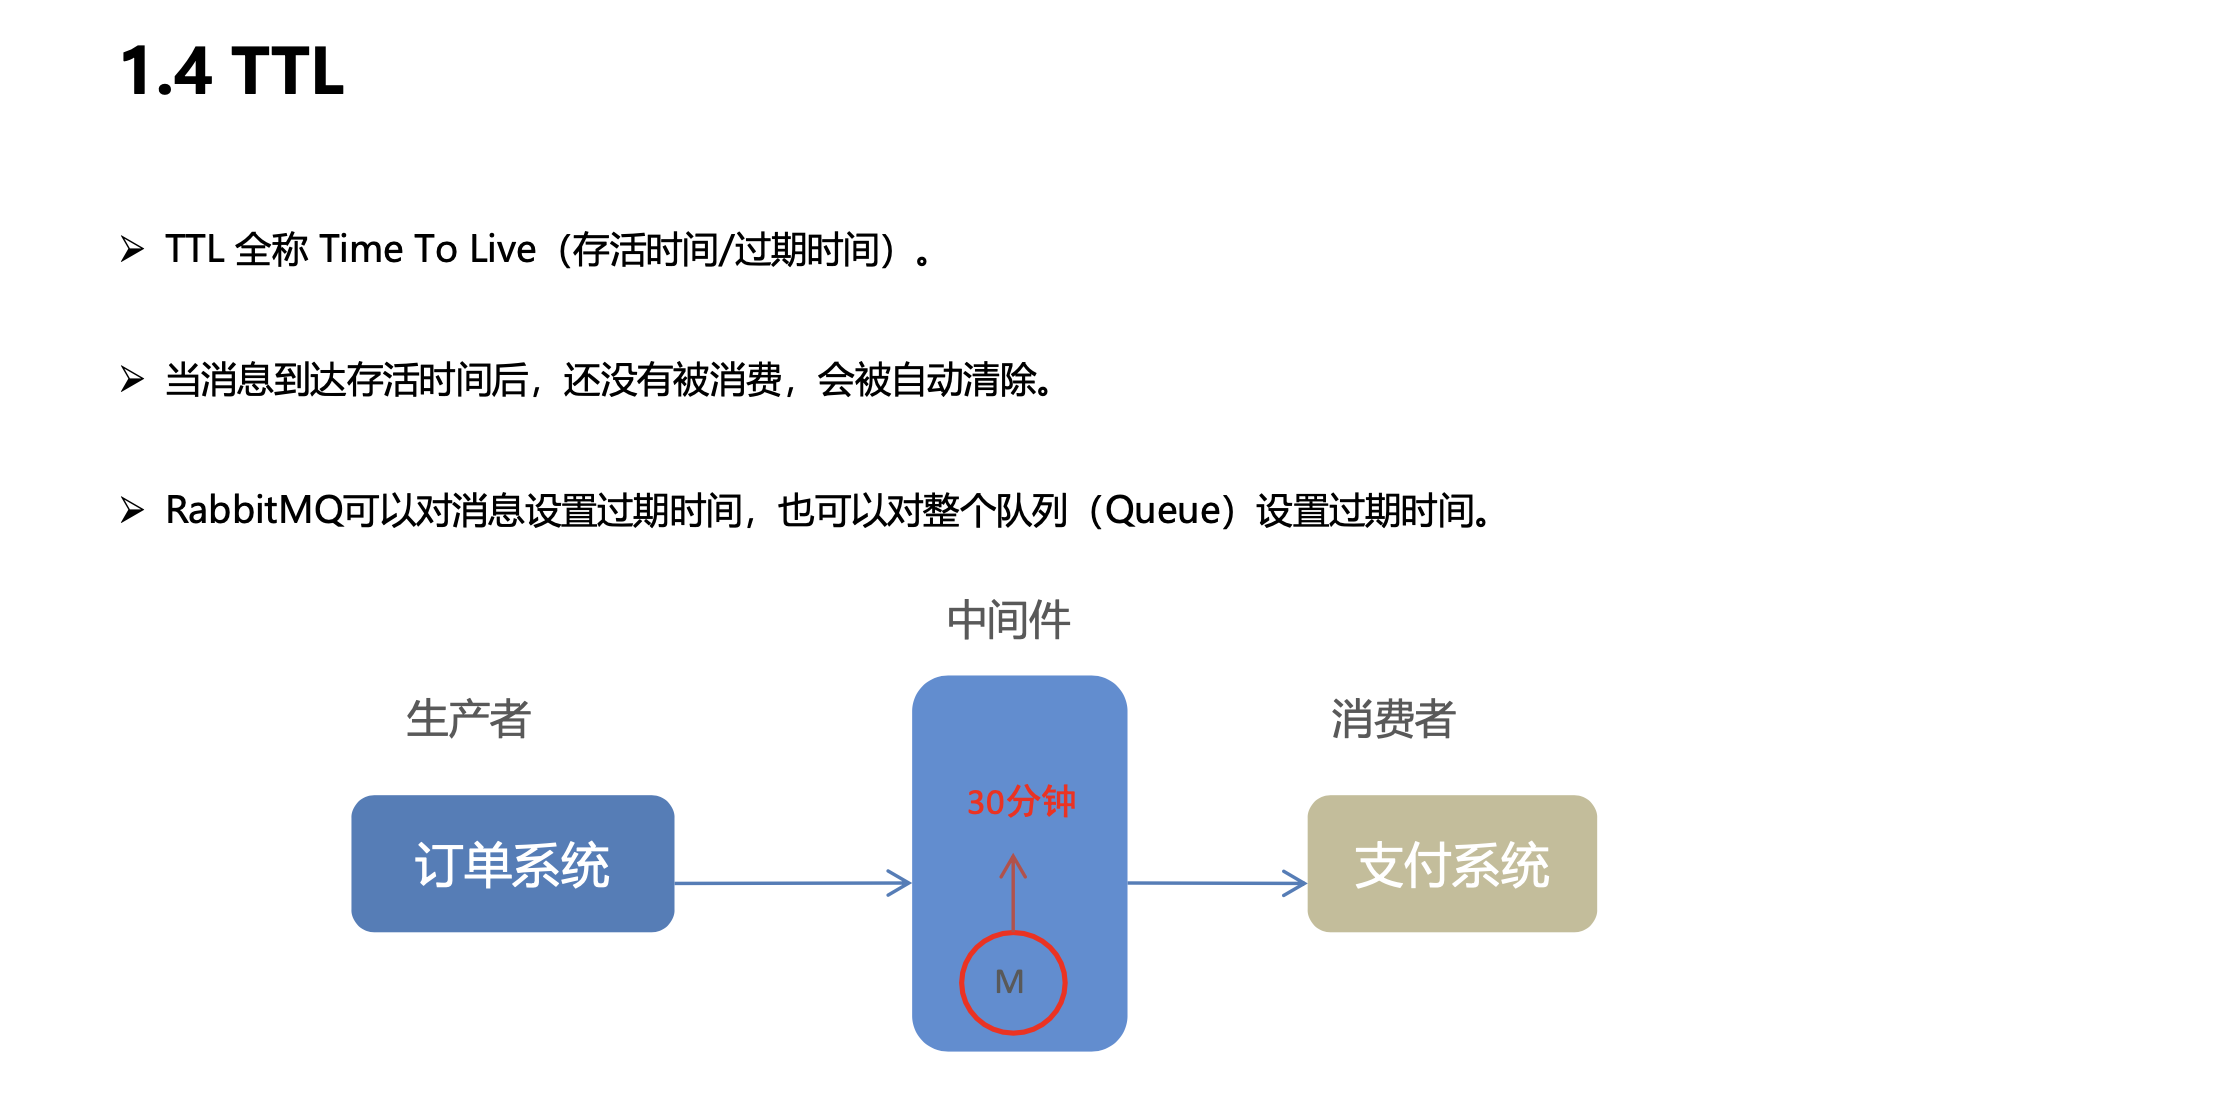 1.4 TTL
TTL 全称 Time To Live（存活时间/过期时间）。
当消息到达存活时间后，还没有被消费，会被自动清除。
RabbitMQ可以对消息设置过期时间，也可以对整个队列（Queue）设置过期时间。
中间件
生产者
消费者
30分钟
订单系统
支付系统
M